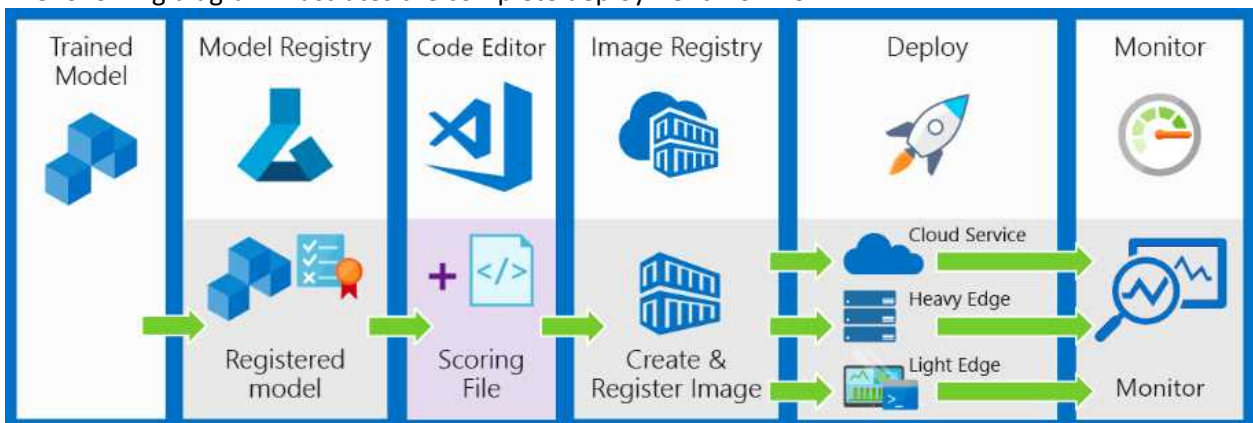 Trained
Model
Model Registry
Code Editor
Image Registry
Deploy
Monitor
Registered
model
+ </>
Scoring
File
Create &
Register Image
Cloud Service
Heavy Edge
Light Edge
>_
Monitor